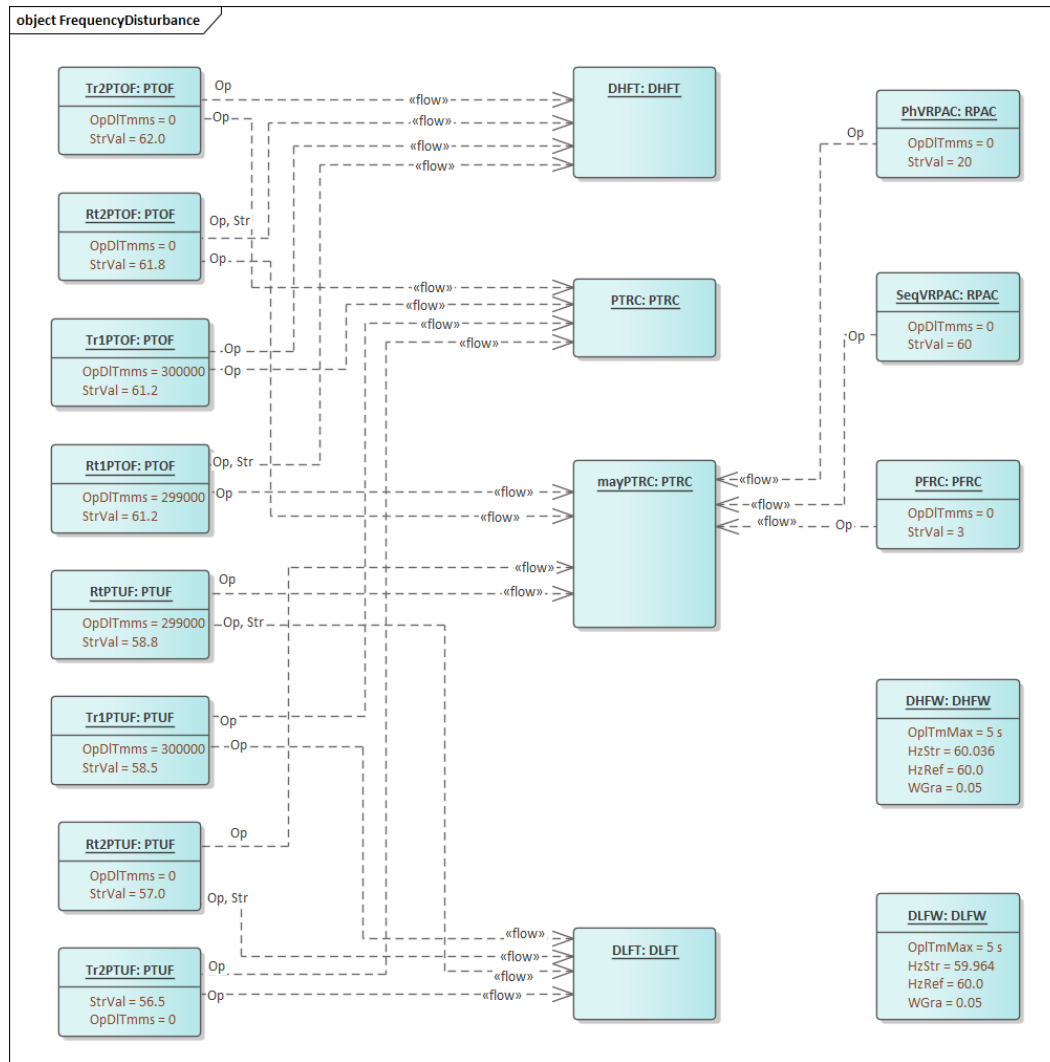 object FrequencyDisturbance
Tr2PTOF: PTOF
OpDlTmms = 0
StrVal = 62.0
Op
Op
«flow»
«flow»
«flow»
«flow»
DHFT: DHFT
PhVRPAC: RPAC
OpDlTmms = 0
StrVal = 20
Op
Rt2PTOF: PTOF
OpDlTmms = 0
StrVal = 61.8
Op, Str
Op
«flow»
«flow»
«flow»
«flow»
PTRC: PTRC
SeqVRPAC: RPAC
OpDlTmms = 0
StrVal = 60
Op
Tr1PTOF: PTOF
OpDlTmms = 300000
StrVal = 61.2
Op
Op
Rt1PTOF: PTOF
OpDlTmms = 299000
StrVal = 61.2
Op, Str
Op
«flow»
«flow»
mayPTRC: PTRC
«flow»
«flow»
«flow»
PFRC: PFRC
OpDlTmms = 0
StrVal = 3
Op
RtPTUF: PTUF
OpDlTmms = 299000
StrVal = 58.8
Op
Op, Str
«flow»
«flow»
Tr1PTUF: PTUF
OpDlTmms = 300000
StrVal = 58.5
Op
Op
DHFW: DHFW
OplTmMax = 5 s
HzStr = 60.036
HzRef = 60.0
WGra = 0.05
Rt2PTUF: PTUF
OpDlTmms = 0
StrVal = 57.0
Op
Op, Str
Tr2PTUF: PTUF
StrVal = 56.5
OpDlTmms = 0
Op
Op
«flow»
«flow»
«flow»
«flow»
DLFT: DLFT
DLFW: DLFW
OplTmMax = 5 s
HzStr = 59.964
HzRef = 60.0
WGra = 0.05